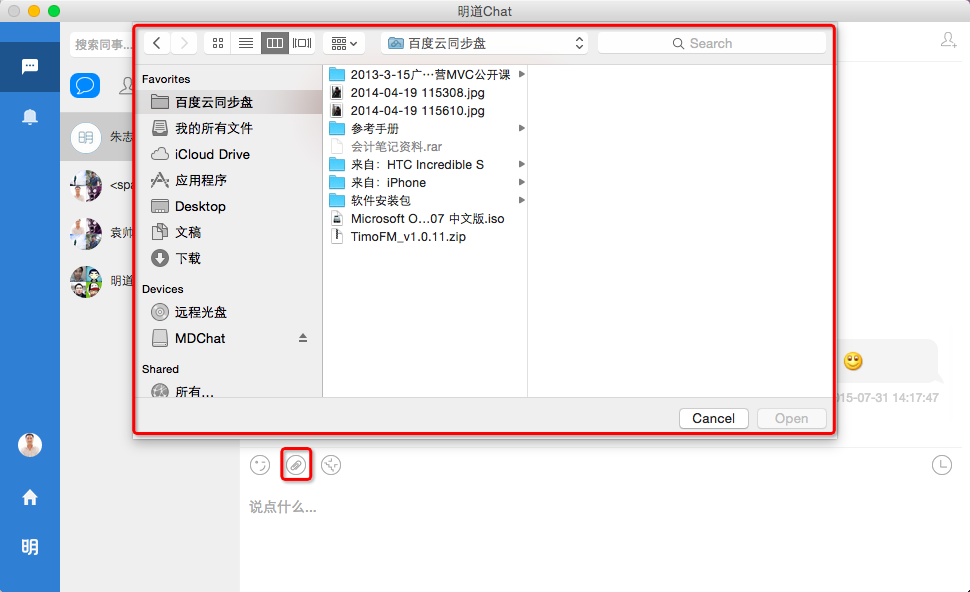 明道Chat
搜索同事...
百度云同步盘
Search
Favorites
百度云同步盘
我的所有文件
iCloud Drive
应用程序
Desktop
文稿
下载
Devices
远程光盘
MDChat
Shared
所有...
2013-3-15广…营MVC公开课
2014-04-19 115308.jpg
2014-04-19 115610.jpg
参考手册
会计笔记资料.rar
来自：HTC Incredible S
来自：iPhone
软件安装包
Microsoft O...07 中文版.iso
TimoFM_v1.0.11.zip
Cancel
Open
明
朱志
<spa
袁帅
明道
15-07-31 14:17:47
说点什么...
明